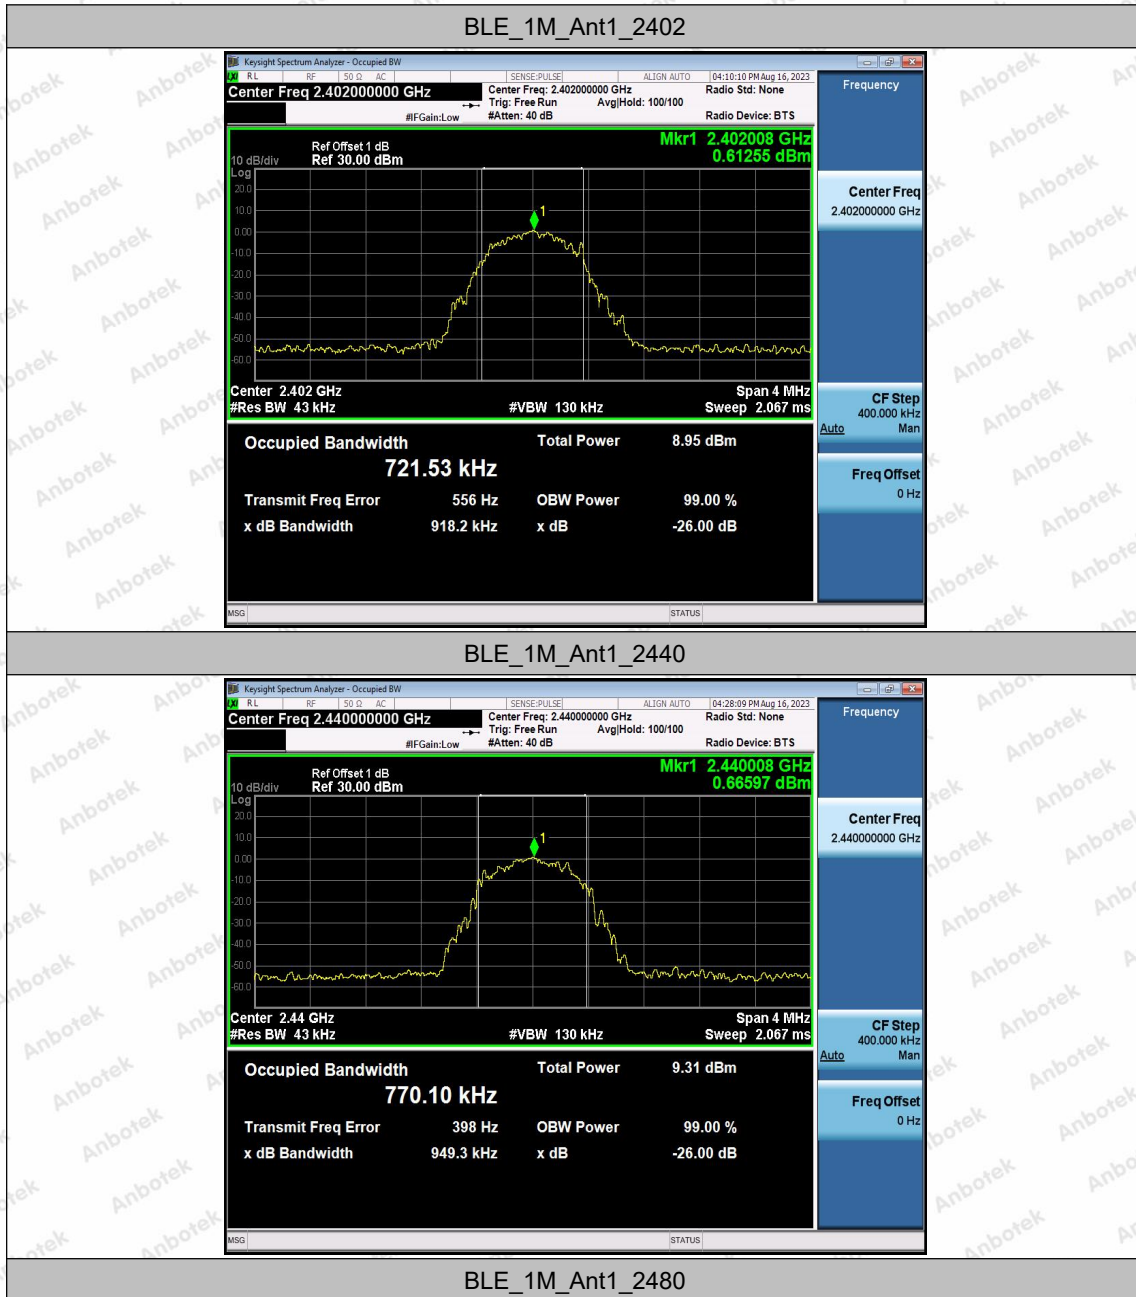 BLE_1M_Ant1_2402
Keysight Spectrum Analyzer - Occupied BW
RL RF 50 Ω AC SENSE:PULSE ALIGN AUTO 04:10:10 PM Aug 16, 2023
Center Freq 2.402000000 GHz
Center Freq: 2.402000000 GHz
Radio Std: None
Trig: Free Run Avg|Hold: 100/100
#IFGain:Low #Atten: 40 dB
Radio Device: BTS
Frequency
Mkr1 2.402008 GHz
0.61255 dBm
Ref Offset 1 dB
10 dB/div Ref 30.00 dBm
Log
20.0
10.0
0.00
-10.0
-20.0
-30.0
-40.0
-50.0
-60.0
1
Center Freq
2.402000000 GHz
Center 2.402 GHz Span 4 MHz
#Res BW 43 kHz #VBW 130 kHz Sweep 2.067 ms
CF Step
400.000 kHz
Auto Man
Occupied Bandwidth Total Power 8.95 dBm
721.53 kHz
Transmit Freq Error 556 Hz OBW Power 99.00 %
x dB Bandwidth 918.2 kHz x dB -26.00 dB
Freq Offset
0 Hz
MSG STATUS
BLE_1M_Ant1_2440
Keysight Spectrum Analyzer - Occupied BW
RL RF 50 Ω AC SENSE:PULSE ALIGN AUTO 04:28:09 PM Aug 16, 2023
Center Freq 2.440000000 GHz
Center Freq: 2.440000000 GHz
Radio Std: None
Trig: Free Run Avg|Hold: 100/100
#IFGain:Low #Atten: 40 dB
Radio Device: BTS
Frequency
Mkr1 2.440008 GHz
0.66597 dBm
Ref Offset 1 dB
10 dB/div Ref 30.00 dBm
Log
20.0
10.0
0.00
-10.0
-20.0
-30.0
-40.0
-50.0
-60.0
1
Center Freq
2.440000000 GHz
Center 2.44 GHz Span 4 MHz
#Res BW 43 kHz #VBW 130 kHz Sweep 2.067 ms
CF Step
400.000 kHz
Auto Man
Occupied Bandwidth Total Power 9.31 dBm
770.10 kHz
Transmit Freq Error 398 Hz OBW Power 99.00 %
x dB Bandwidth 949.3 kHz x dB -26.00 dB
Freq Offset
0 Hz
MSG STATUS
BLE_1M_Ant1_2480